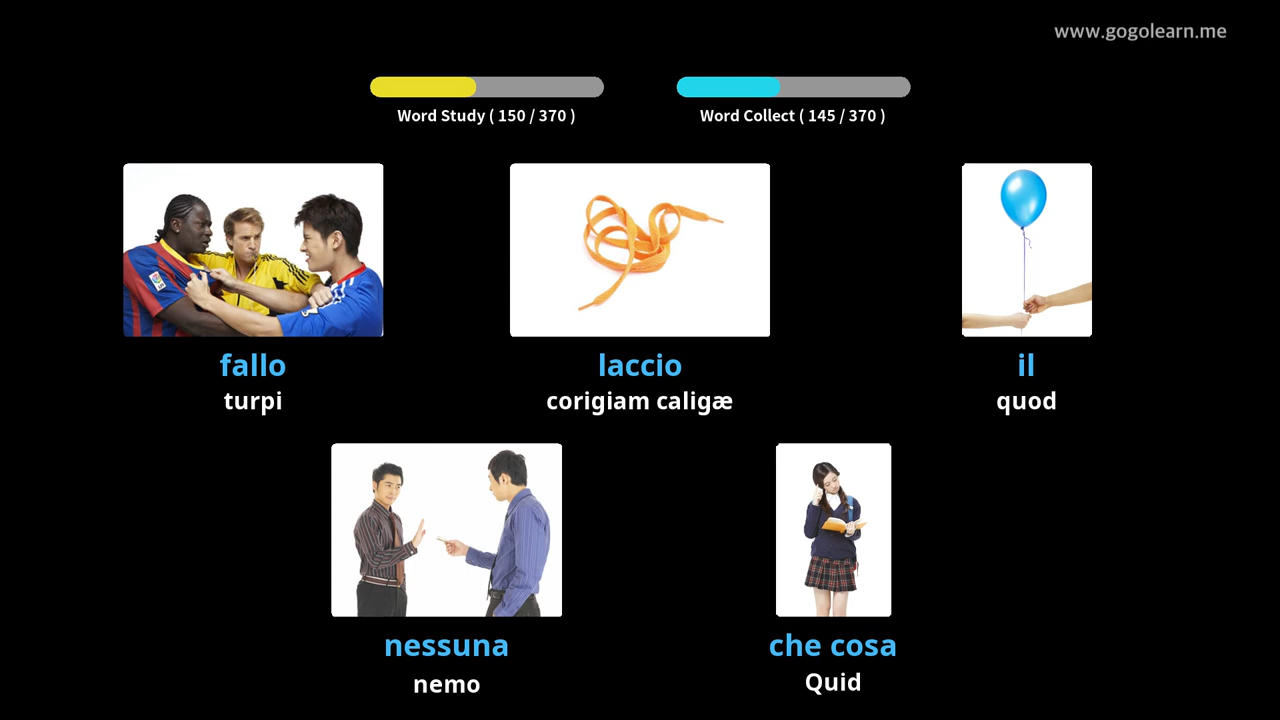 www.gogolearn.me
Word Study ( 150 / 370 )
Word Collect ( 145 / 370 )
fallo
turpi
laccio
corigiam caligæ
il
quod
nessuna
nemo
che cosa
Quid